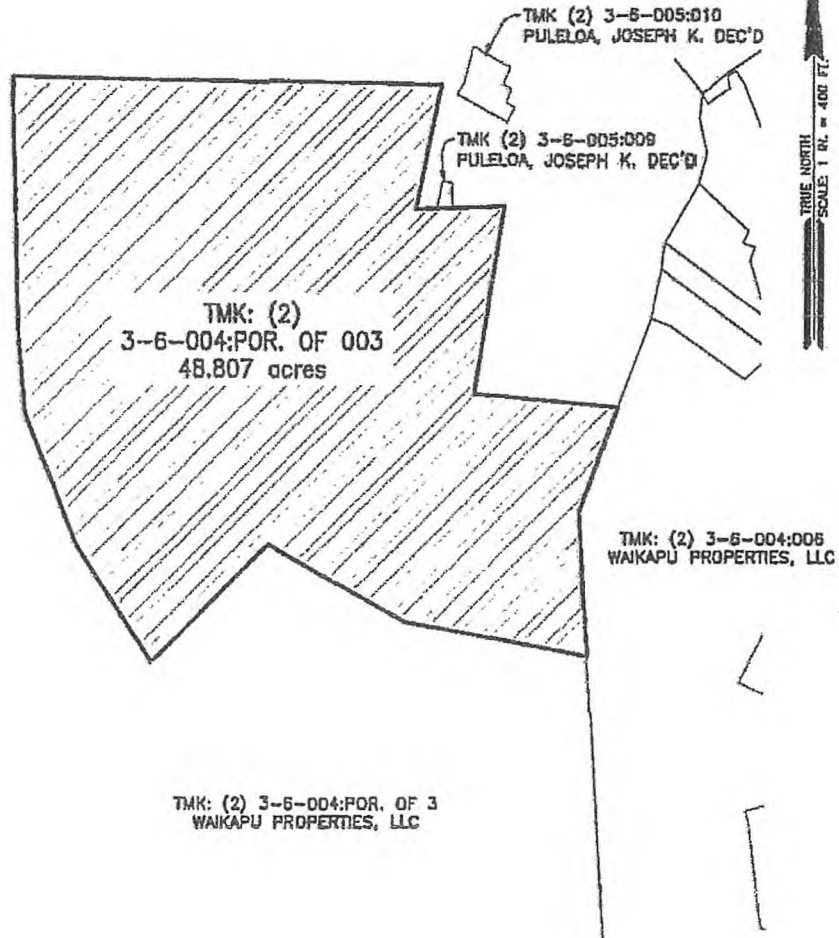 TMK (2) 3-6-005:010
PULELOA, JOSEPH K. DEC'D
TMK (2) 3-6-005:009
PULELOA, JOSEPH K. DEC'D
TRUE NORTH
SCALE: 1 IN. = 400 FT.
TMK: (2)
3-6-004:POR. OF 003
48.807 acres
TMK: (2) 3-6-004:006
WAIKAPU PROPERTIES, LLC
TMK: (2) 3-6-004:POR. OF 3
WAIKAPU PROPERTIES, LLC